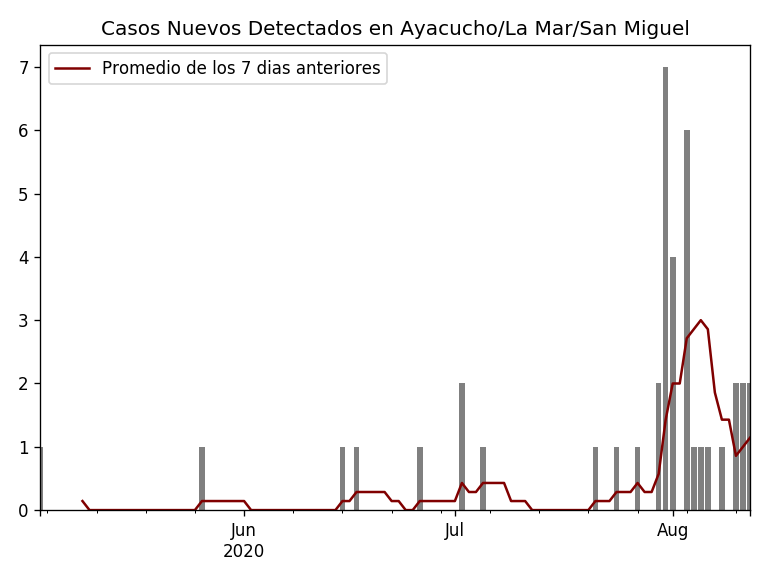 Casos Nuevos Detectados en Ayacucho/La Mar/San Miguel
Promedio de los 7 dias anteriores
7
6
5
4
3
2
1
0
Jun
2020
Jul
Aug